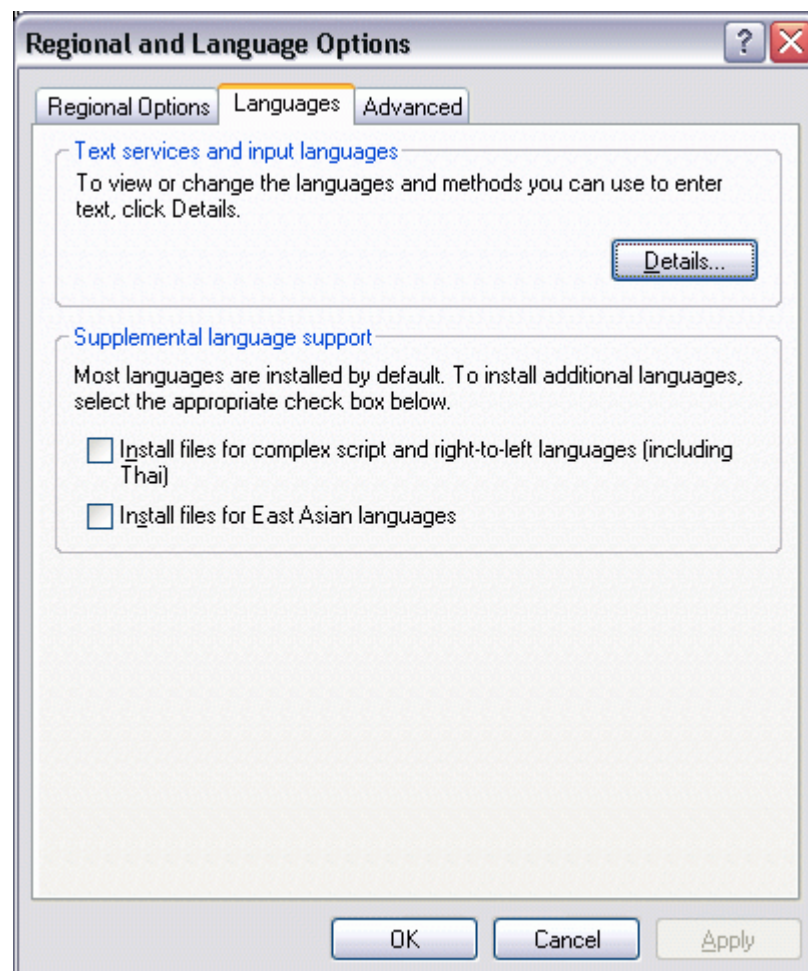 Regional and Language Options
Regional Options Languages Advanced
Text services and input languages
To view or change the languages and methods you can use to enter
text, click Details.
Details...
Supplemental language support
Most languages are installed by default. To install additional languages,
select the appropriate check box below.
Install files for complex script and right-to-left languages (including
Thai)
Install files for East Asian languages
OK Cancel Apply